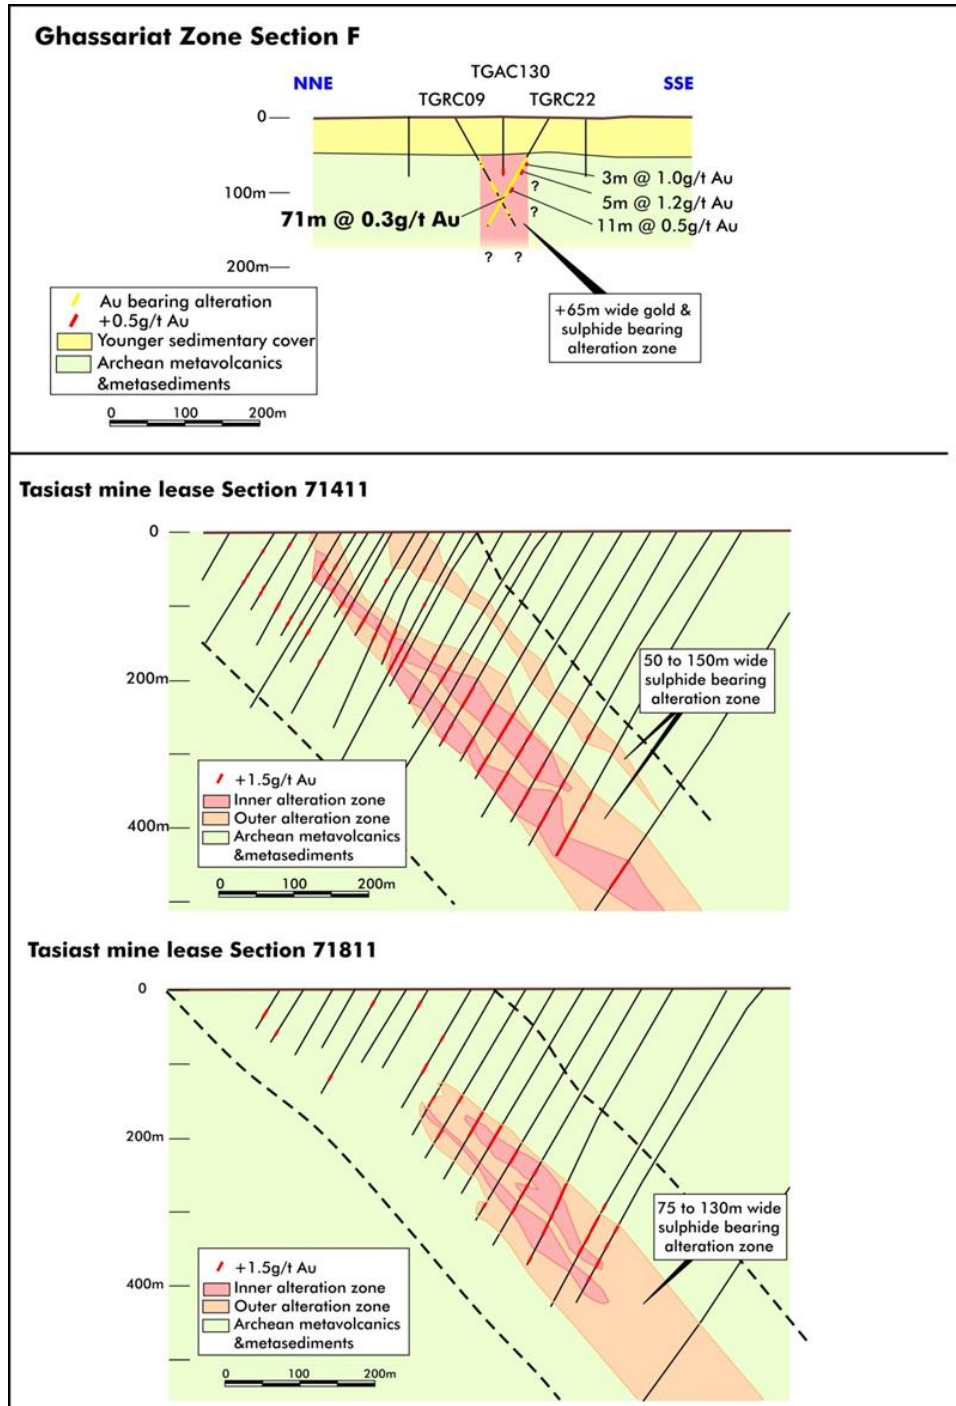 Ghassariat Zone Section F
TGAC130
NNE
SSE
TGRC09
TGRC22
0
100m
200m
3m @ 1.0g/t Au
5m @ 1.2g/t Au
11m @ 0.5g/t Au
71m @ 0.3g/t Au
?
?
? ?
+65m wide gold &
sulphide bearing
alteration zone
Au bearing alteration
+0.5g/t Au
Younger sedimentary cover
Archean metavolcanics
&metasediments
0 100 200m
Tasiast mine lease Section 71411
0
200m
400m
50 to 150m wide
sulphide bearing
alteration zone
+1.5g/t Au
Inner alteration zone
Outer alteration zone
Archean metavolcanics
&metasediments
0 100 200m
Tasiast mine lease Section 71811
0
200m
400m
75 to 130m wide
sulphide bearing
alteration zone
+1.5g/t Au
Inner alteration zone
Outer alteration zone
Archean metavolcanics
&metasediments
0 100 200m